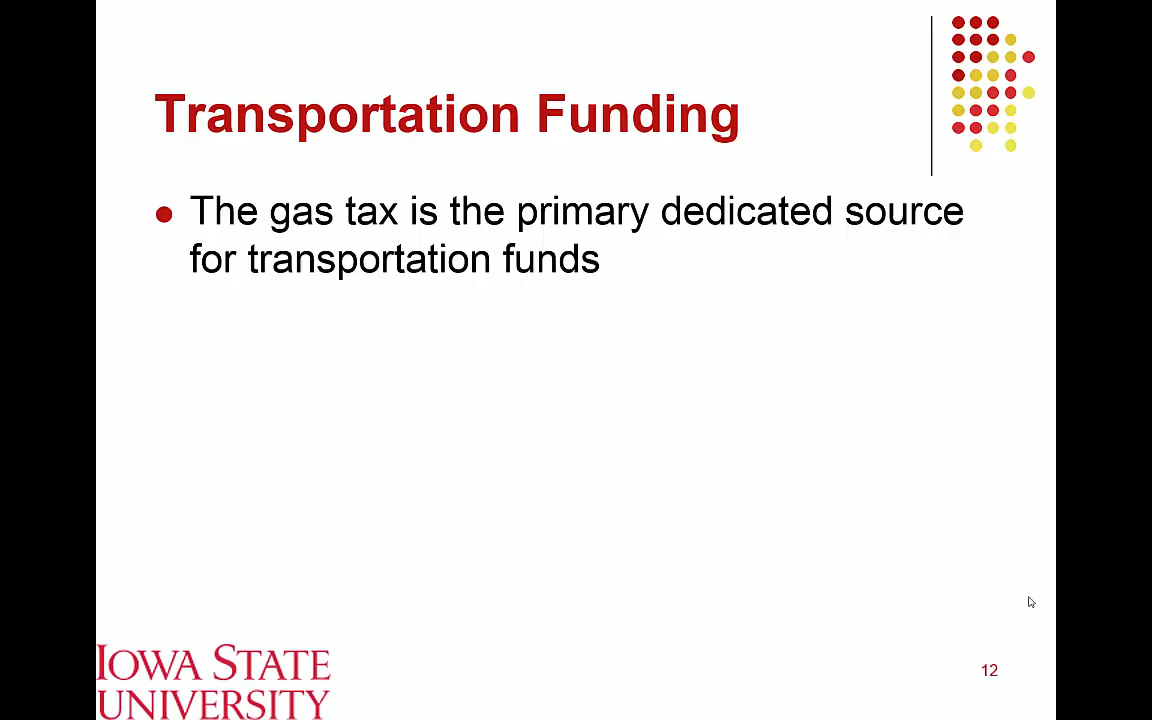 Transportation Funding
The gas tax is the primary dedicated source
for transportation funds
IOWA STATE
UNIVERSITY
12